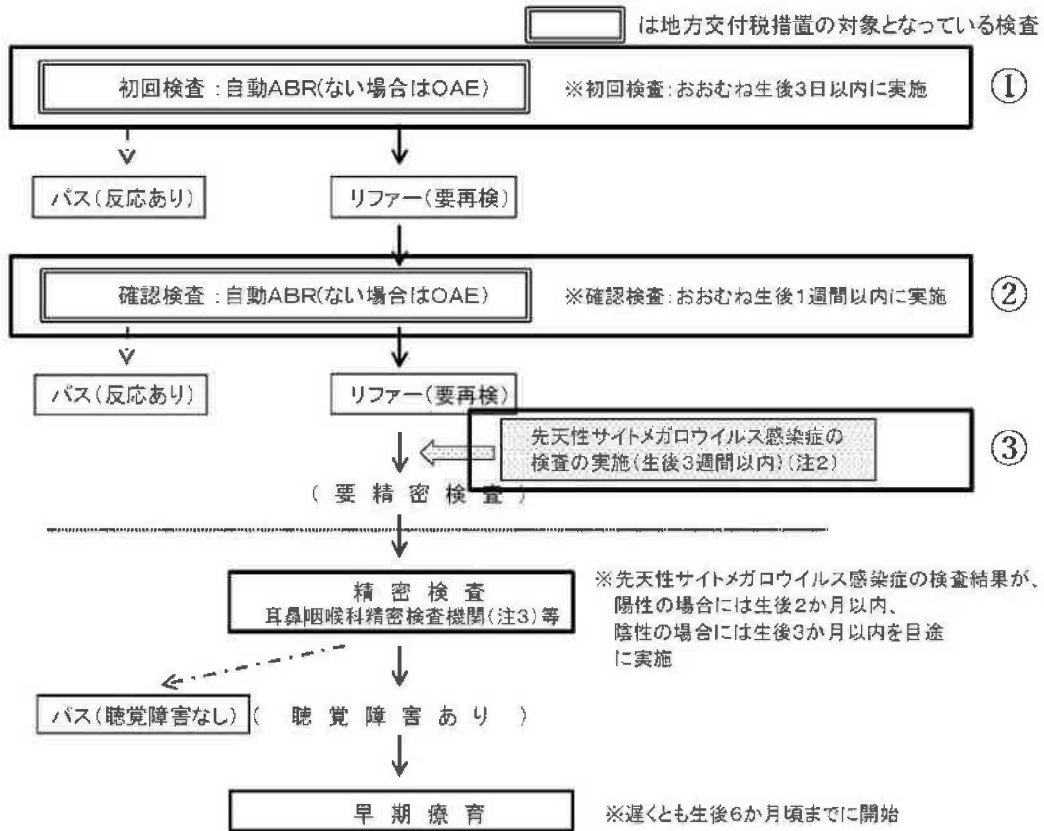 は地方交付税措置の対象となっている検査
初回検査:自動ABR(ない場合はOAE)
※初回検査:おおむね生後3日以内に実施
①
パス(反応あり)
リファー(要再検)
確認検査:自動ABR(ない場合はOAE)
※確認検査:おおむね生後1週間以内に実施
②
パス(反応あり)
リファー(要再検)
先天性サイトメガロウイルス感染症の
検査の実施(生後3週間以内)(注2)
③
(要精密検査)
精密検査
耳鼻咽喉科精密検査機関(注3)等
※先天性サイトメガロウイルス感染症の検査結果が、
陽性の場合には生後2か月以内、
陰性の場合には生後3か月以内を目途
に実施
パス(聴覚障害なし)
(聴覚障害あり)
早期療育
※遅くとも生後6か月頃までに開始